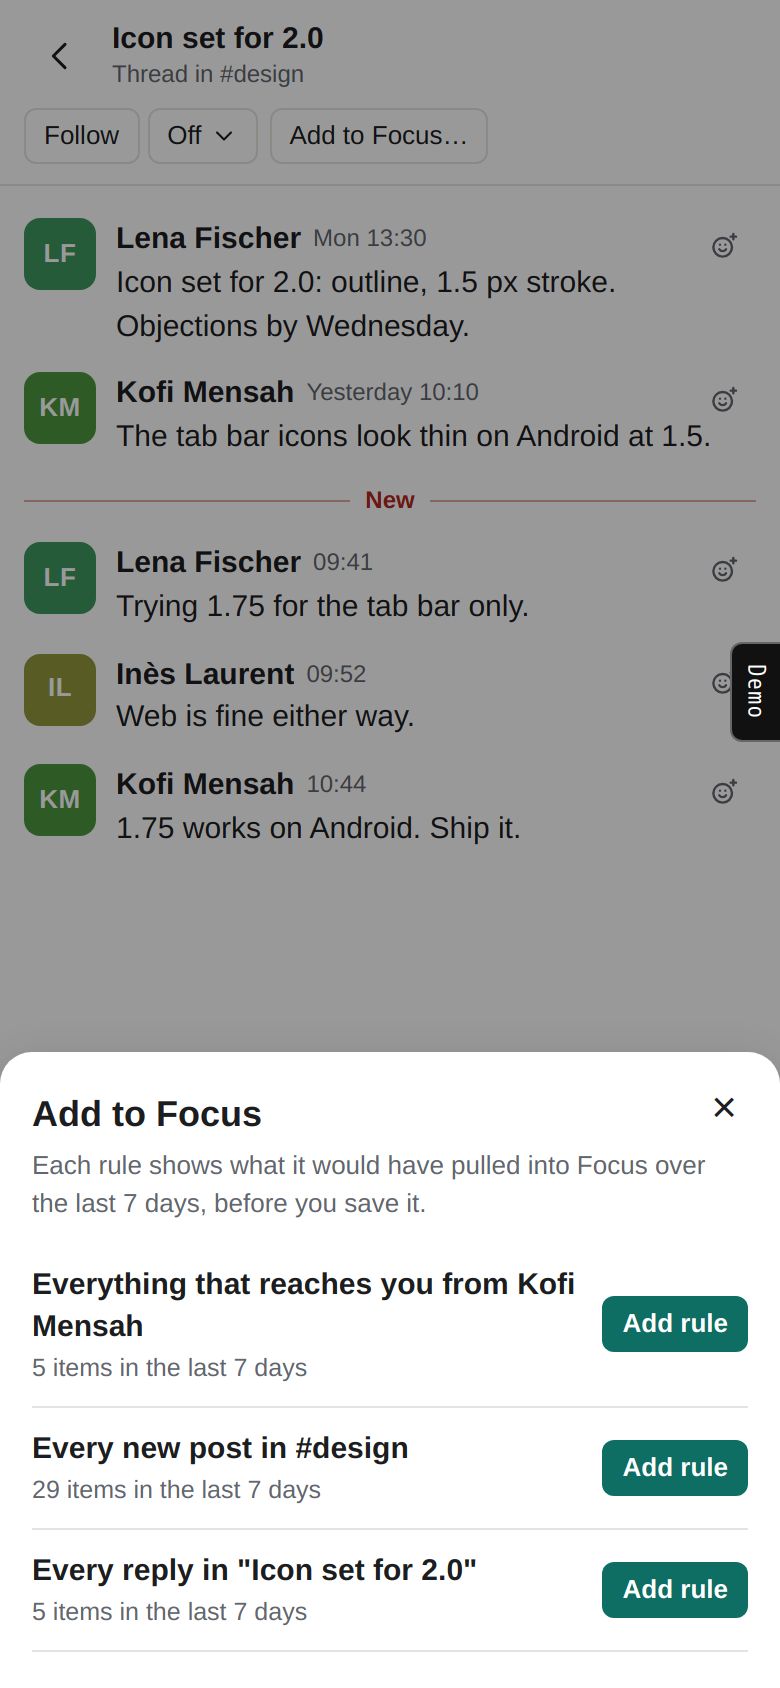 Icon set for 2.0
Thread in #design
Follow
Off
Add to Focus…
LF
Lena Fischer Mon 13:30
Icon set for 2.0: outline, 1.5 px stroke.
Objections by Wednesday.
KM
Kofi Mensah Yesterday 10:10
The tab bar icons look thin on Android at 1.5.
New
LF
Lena Fischer 09:41
Trying 1.75 for the tab bar only.
IL
Inès Laurent 09:52
Web is fine either way.
Demo
KM
Kofi Mensah 10:44
1.75 works on Android. Ship it.
Add to Focus
Each rule shows what it would have pulled into Focus over
the last 7 days, before you save it.
Everything that reaches you from Kofi
Mensah
5 items in the last 7 days
Add rule
Every new post in #design
29 items in the last 7 days
Add rule
Every reply in "Icon set for 2.0"
5 items in the last 7 days
Add rule